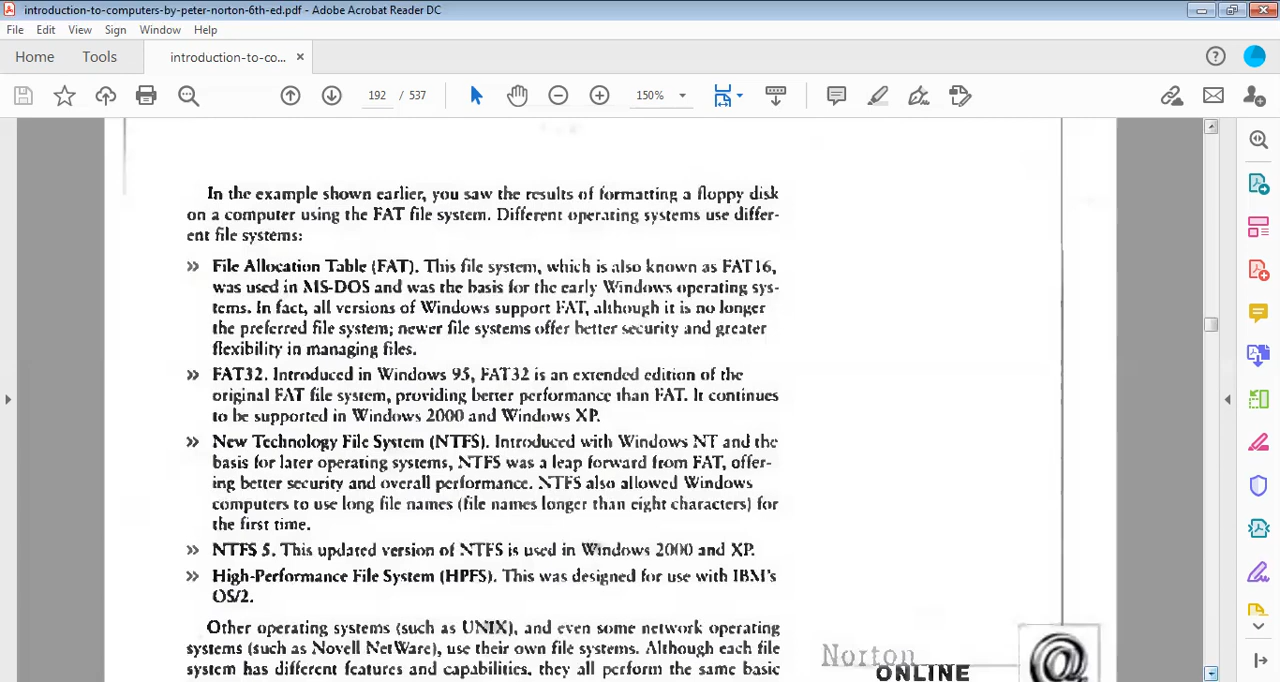 introduction-to-computers-by-peter-norton-6th-ed.pdf - Adobe Acrobat Reader DC
File Edit View Sign Window Help
Home Tools introduction-to-co... ×
192 / 537 150%
In the example shown earlier, you saw the results of formatting a floppy disk
on a computer using the FAT file system. Different operating systems use differ-
ent file systems:
» File Allocation Table (FAT). This file system, which is also known as FAT16,
was used in MS-DOS and was the basis for the early Windows operating sys-
tems. In fact, all versions of Windows support FAT, although it is no longer
the preferred file system; newer file systems offer better security and greater
flexibility in managing files.
» FAT32. Introduced in Windows 95, FAT32 is an extended edition of the
original FAT file system, providing better performance than FAT. It continues
to be supported in Windows 2000 and Windows XP.
» New Technology File System (NTFS). Introduced with Windows NT and the
basis for later operating systems, NTFS was a leap forward from FAT, offer-
ing better security and overall performance. NTFS also allowed Windows
computers to use long file names (file names longer than eight characters) for
the first time.
» NTFS 5. This updated version of NTFS is used in Windows 2000 and XP.
» High-Performance File System (HPFS). This was designed for use with IBM's
OS/2.
Other operating systems (such as UNIX), and even some network operating
systems (such as Novell NetWare), use their own file systems. Although each file
system has different features and capabilities, they all perform the same basic
Norton
ONLINE
@